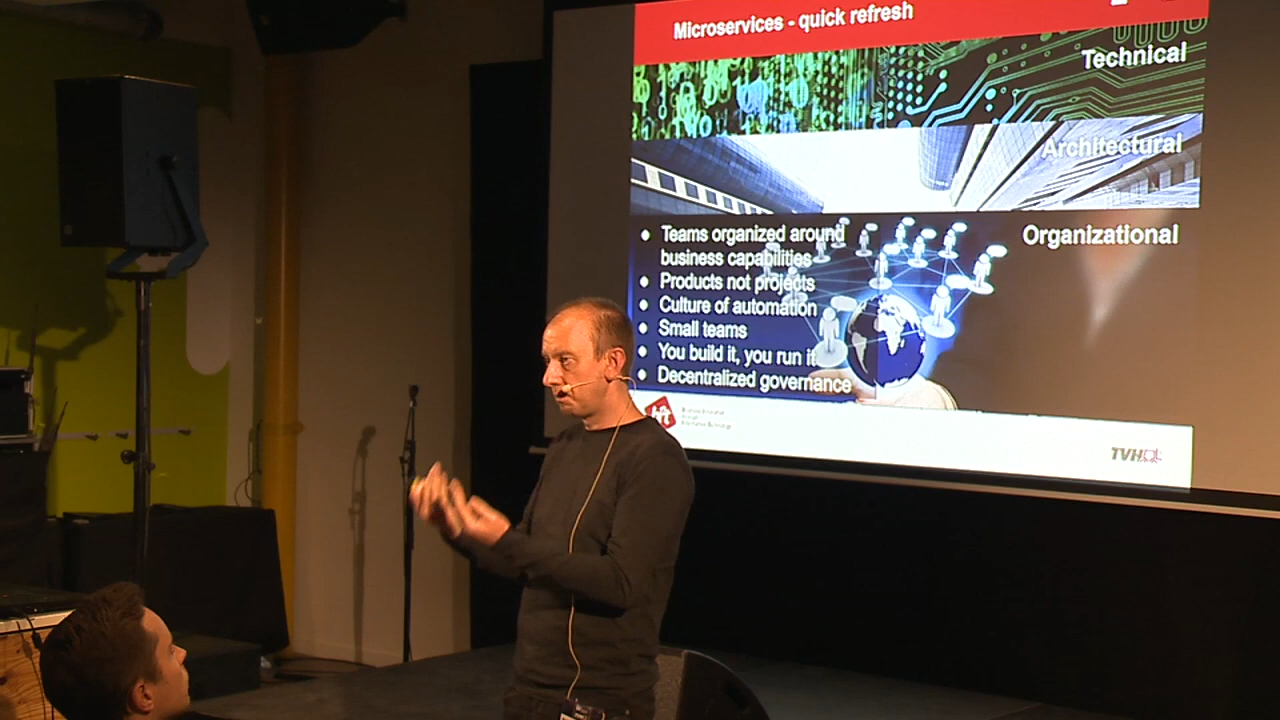 Microservices - quick refresh
Technical
Architectural
Organizational
Teams organized around
business capabilities
Products not projects
Culture of automation
Small teams
You build it, you run it
Decentralized governance
TVH